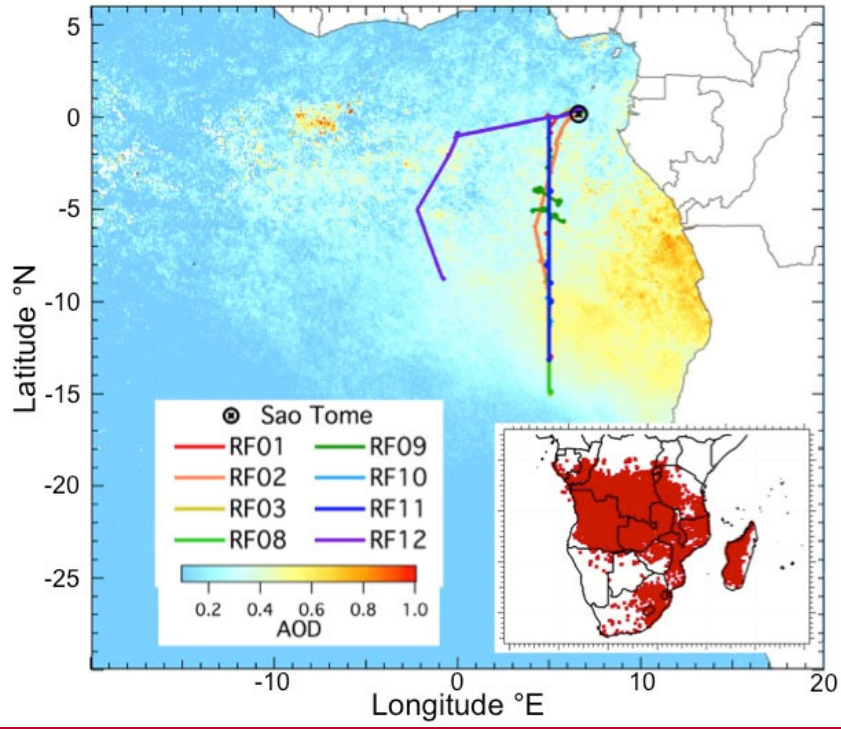 5
0
-5
-10
-15
-20
-25
Latitude °N
Sao Tome
RF01 RF09
RF02 RF10
RF03 RF11
RF08 RF12
0.2 0.4 0.6 0.8 1.0
AOD
-10 0 10 20
Longitude °E